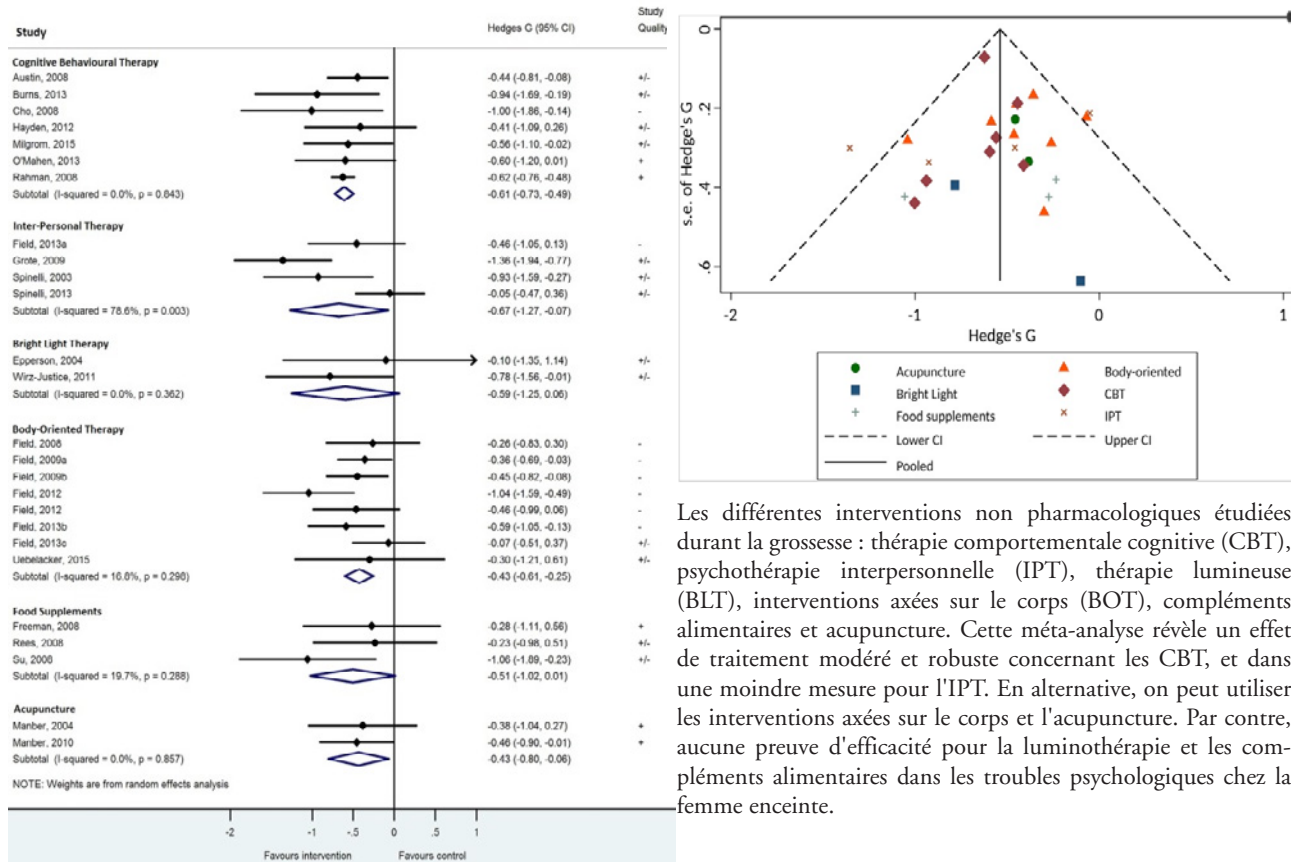 Study Hedges G (95% CI) Study Quality
Cognitive Behavioural Therapy
Austin, 2008 -0.44 (-0.81, -0.08) +/-
Burns, 2013 -0.94 (-1.69, -0.19) +/-
Cho, 2008 -1.00 (-1.86, -0.14) -
Hayden, 2012 -0.41 (-1.09, 0.26) +/-
Milgrom, 2015 -0.56 (-1.10, -0.02) +/-
O'Mahen, 2013 -0.60 (-1.20, 0.01) +
Rahman, 2008 -0.62 (-0.76, -0.48) +
Subtotal (I-squared = 0.0%, p = 0.643) -0.61 (-0.73, -0.49)
Inter-Personal Therapy
Field, 2013a -0.46 (-1.05, 0.13) -
Grote, 2009 -1.36 (-1.94, -0.77) +/-
Spinelli, 2003 -0.93 (-1.59, -0.27) +/-
Spinelli, 2013 -0.05 (-0.47, 0.36) +/-
Subtotal (I-squared = 78.6%, p = 0.003) -0.67 (-1.27, -0.07)
Bright Light Therapy
Epperson, 2004 -0.10 (-1.35, 1.14) +/-
Wirz-Justice, 2011 -0.78 (-1.56, -0.01) +/-
Subtotal (I-squared = 0.0%, p = 0.362) -0.59 (-1.25, 0.06)
Body-Oriented Therapy
Field, 2008 -0.26 (-0.83, 0.30) -
Field, 2009a -0.36 (-0.69, -0.03) -
Field, 2009b -0.45 (-0.82, -0.08) -
Field, 2012 -1.04 (-1.59, -0.49) -
Field, 2012 -0.46 (-0.99, 0.06) -
Field, 2013b -0.59 (-1.05, -0.13) -
Field, 2013c -0.07 (-0.51, 0.37) +/-
Uebelacker, 2015 -0.30 (-1.21, 0.61) +/-
Subtotal (I-squared = 16.8%, p = 0.298) -0.43 (-0.61, -0.25)
Food Supplements
Freeman, 2008 -0.28 (-1.11, 0.56) +
Rees, 2008 -0.23 (-0.98, 0.51) +/-
Su, 2008 -1.06 (-1.89, -0.23) +/-
Subtotal (I-squared = 19.7%, p = 0.288) -0.51 (-1.02, 0.01)
Acupuncture
Manber, 2004 -0.38 (-1.04, 0.27) +
Manber, 2010 -0.46 (-0.90, -0.01) +
Subtotal (I-squared = 0.0%, p = 0.857) -0.43 (-0.80, -0.06)
NOTE: Weights are from random effects analysis
-2 -1 -.5 0 .5 1
Favours intervention Favours control
s.e. of Hedge's G
0
.2
.4
.6
-2 -1 0 1
Hedge's G
Acupuncture Body-oriented
Bright Light CBT
Food supplements IPT
Lower CI Upper CI
Pooled
Les différentes interventions non pharmacologiques étudiées
durant la grossesse : thérapie comportementale cognitive (CBT),
psychothérapie interpersonnelle (IPT), thérapie lumineuse
(BLT), interventions axées sur le corps (BOT), compléments
alimentaires et acupuncture. Cette méta-analyse révèle un effet
de traitement modéré et robuste concernant les CBT, et dans
une moindre mesure pour l'IPT. En alternative, on peut utiliser
les interventions axées sur le corps et l'acupuncture. Par contre,
aucune preuve d'efficacité pour la luminothérapie et les com-
pléments alimentaires dans les troubles psychologiques chez la
femme enceinte.